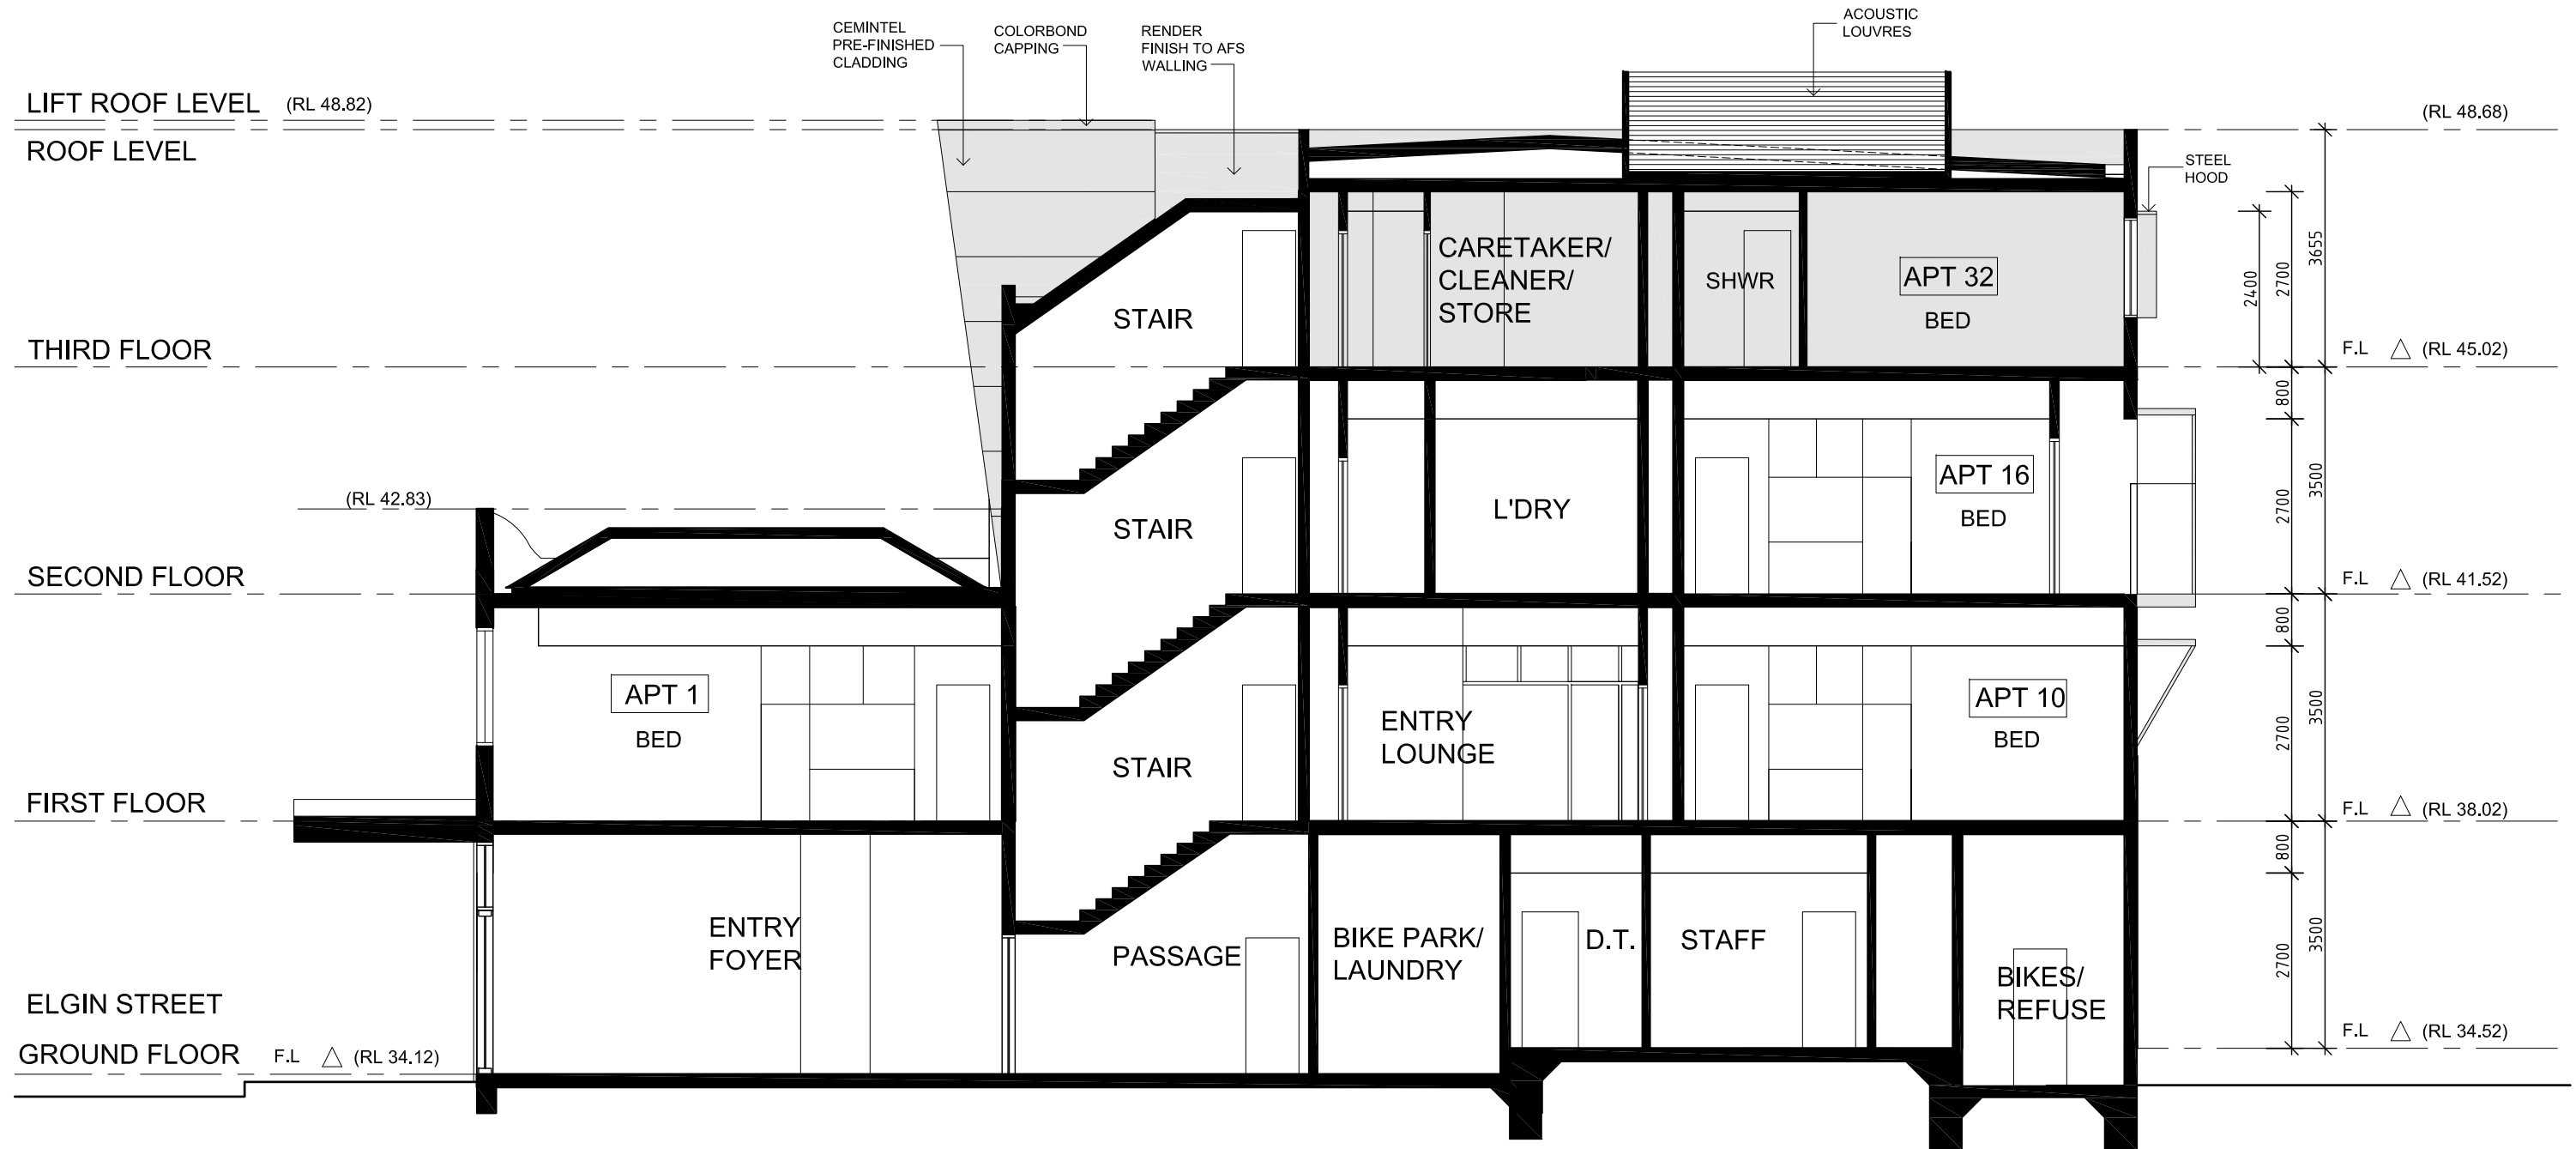 CEMINTEL
PRE-FINISHED
CLADDING
COLORBOND
CAPPING
RENDER
FINISH TO AFS
WALLING
ACOUSTIC
LOUVRES
LIFT ROOF LEVEL (RL 48.82)
(RL 48.68)
ROOF LEVEL
STEEL
HOOD
CARETAKER/
CLEANER/
STORE
SHWR
APT 32
BED
STAIR
2400
2700
3655
THIRD FLOOR
F.L (RL 45.02)
800
2700
3500
(RL 42.83)
STAIR
L'DRY
APT 16
BED
SECOND FLOOR
F.L (RL 41.52)
800
2700
3500
APT 1
BED
STAIR
ENTRY
LOUNGE
APT 10
BED
FIRST FLOOR
F.L (RL 38.02)
800
2700
3500
ENTRY
FOYER
PASSAGE
BIKE PARK/
LAUNDRY
D.T.
STAFF
BIKES/
REFUSE
ELGIN STREET
GROUND FLOOR F.L (RL 34.12)
F.L (RL 34.52)